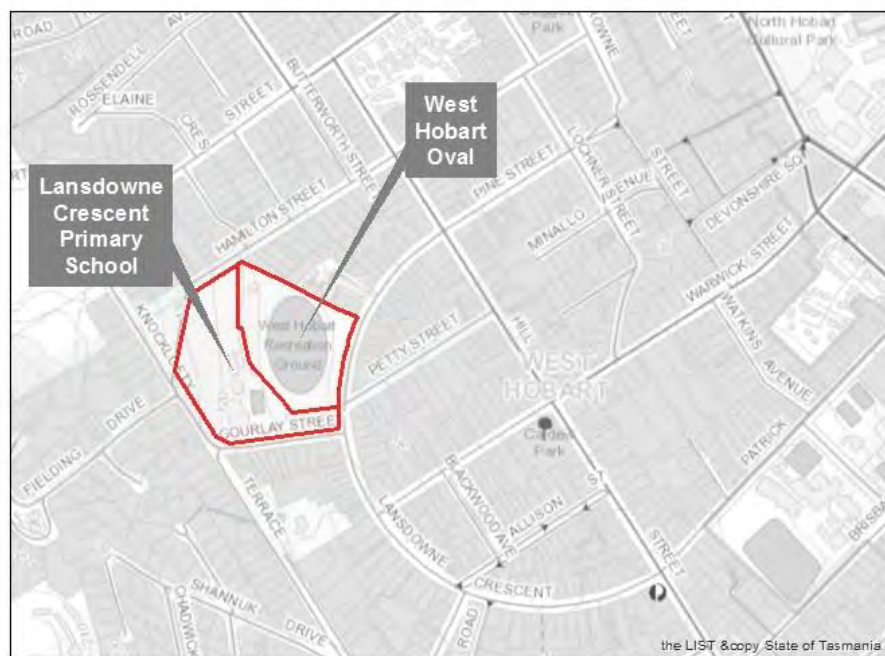 North Hobart
Cultural Park
Park
ROAD
ROSSENDELL
ELAINE
CRES
STREET
BUTTERWORTH STREET
West
Hobart
Oval
Lansdowne
Crescent
Primary
School
HAMILTON STREET
PINE STREET
LOCHNER STREET
STREET
MINALLO
AVENUE
DEVONSHIRE SQ
WARWICK STREET
WATKINS
AVENUE
KNOCKLOFTY
West Hobart
Recreation
Ground
PETTY STREET
HILL
WEST
HOBART
GOURLAY STREE
FIELDING DRIVE
TERRACE
Park
PATRICK
LANSDOWNE
BLACKWOOD AVE
ALLISON
ST
STREET
CRESCENT
ROAD
SHANNUK
DRIVE
CHADWICK
BRISBA
the LIST &copy State of Tasmania